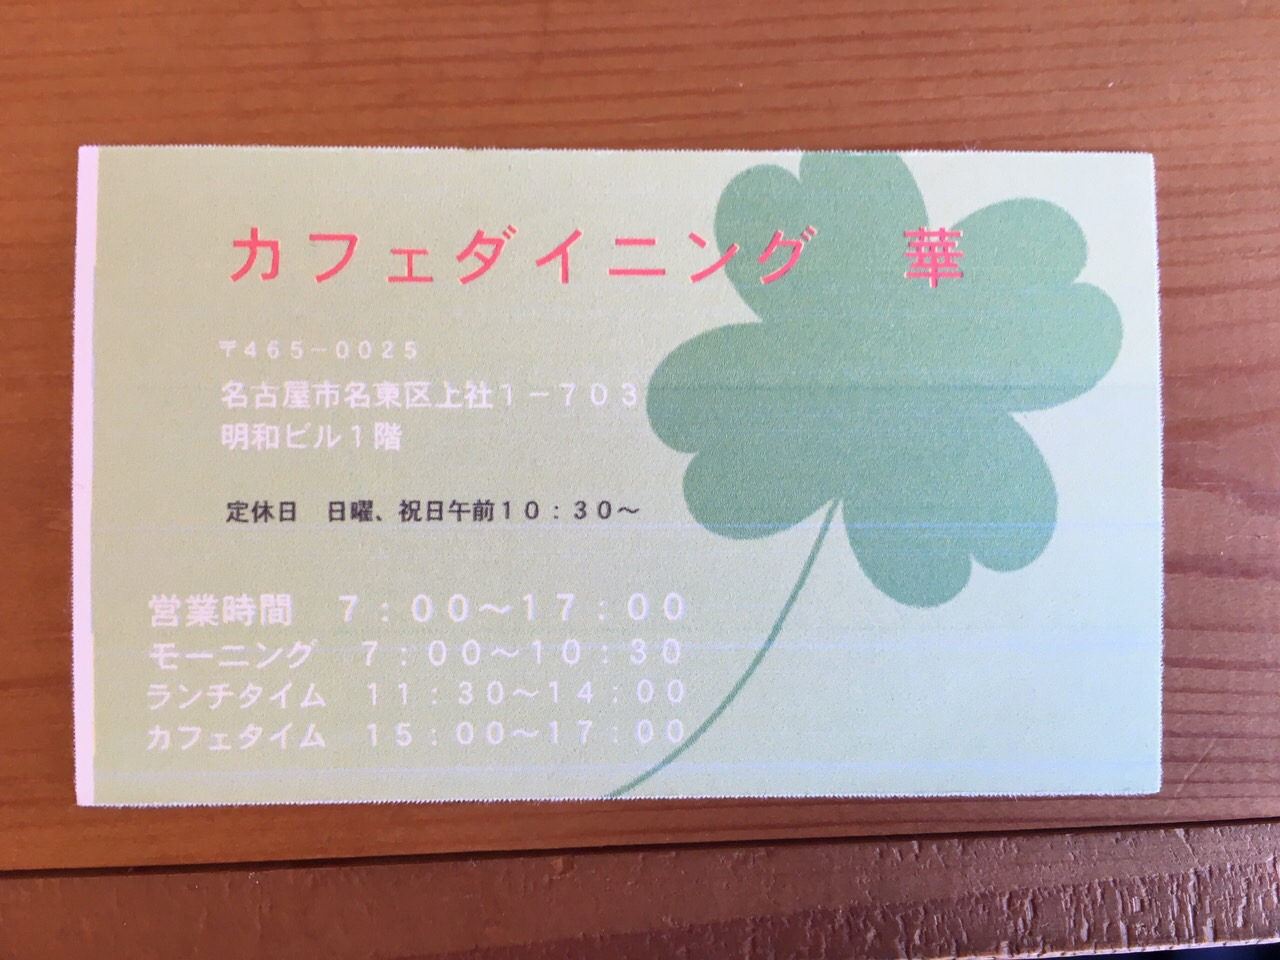 カフェダイニング　華
〒465－0025
名古屋市名東区上社1－703
明和ビル1階
定休日　日曜、祝日午前10：30～
営業時間　7：00～17：00
モーニング　7：00～10：30
ランチタイム　11：30～14：00
カフェタイム　15：00～17：00